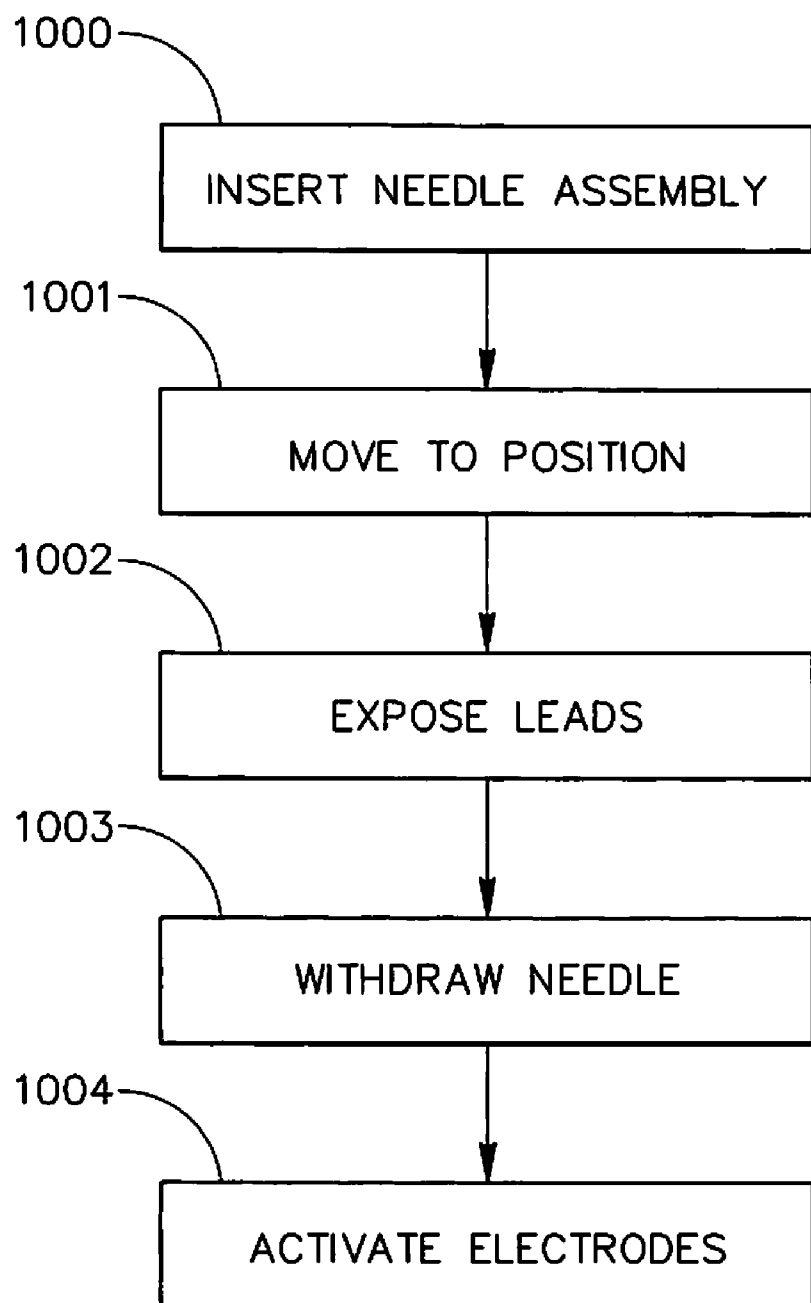 1000
INSERT NEEDLE ASSEMBLY
1001
MOVE TO POSITION
1002
EXPOSE LEADS
1003
WITHDRAW NEEDLE
1004
ACTIVATE ELECTRODES